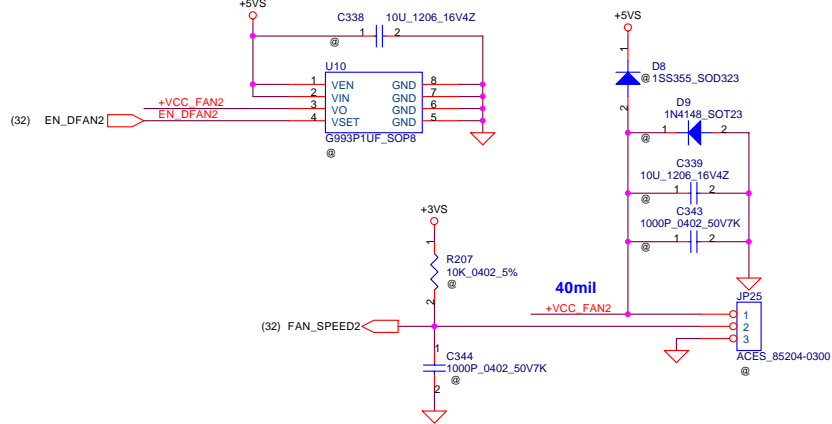 +5VS
C338
10U_1206_16V4Z
1
2
@
U10
1
VEN
GND
8
2
VIN
GND
7
+VCC_FAN2
3
VO
GND
6
(32)
EN_DFAN2
EN_DFAN2
4
VSET
GND
5
G993P1UF_SOP8
@
+5VS
1
D8
@
1SS355_SOD323
2
D9
1N4148_SOT23
1
2
@
C339
10U_1206_16V4Z
1
2
@
C343
1000P_0402_50V7K
1
2
@
+3VS
1
R207
10K_0402_5%
@
2
40mil
+VCC_FAN2
(32)
FAN_SPEED2
JP25
1
2
3
ACES_85204-0300
@
1
C344
1000P_0402_50V7K
@
2